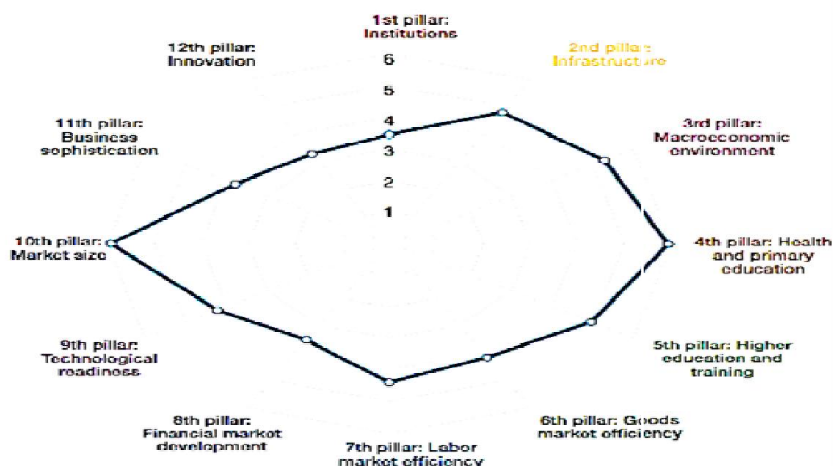 1st pillar:
Institutions
12th pillar:
Innovation
2nd pillar:
Infrastructure
6
5
4
3
2
1
11th pillar:
Business
sophistication
3rd pillar:
Macroeconomic
environment
10th pillar:
Market size
4th pillar: Health
and primary
education
9th pillar:
Technological
readiness
5th pillar: Higher
education and
training
8th pillar:
Financial market
development
7th pillar: Labor
market efficiency
6th pillar: Goods
market efficiency